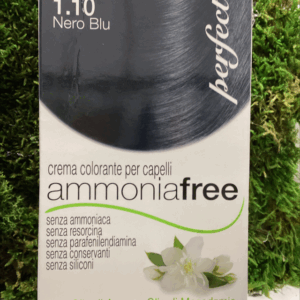 1.10
Nero Blu
perfect
crema colorante per capelli
ammoniafree
senza ammoniaca
senza resorcina
senza parafenilendiamina
senza conservanti
senza siliconi